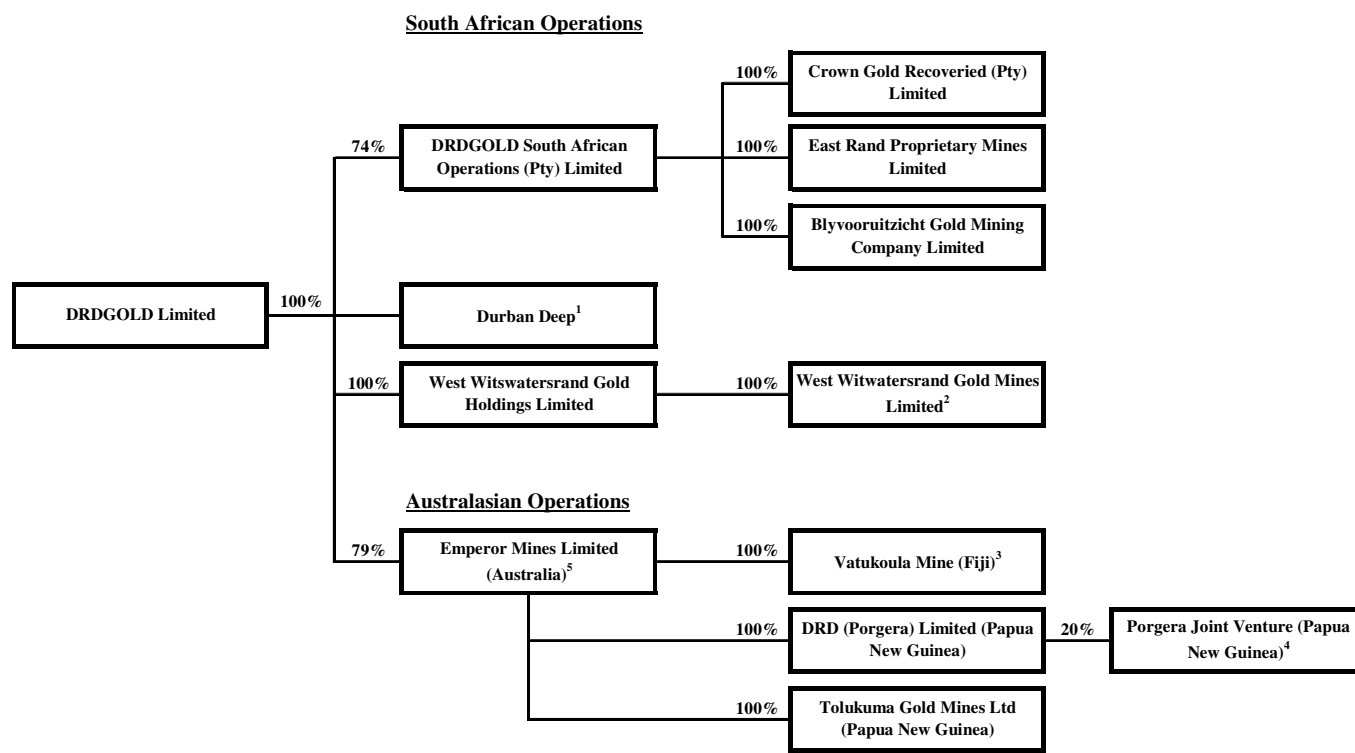 South African Operations
100%
Crown Gold Recoveried (Pty)
Limited
74%
DRDGOLD South African
Operations (Pty) Limited
100%
East Rand Proprietary Mines
Limited
100%
Blyvooruitzicht Gold Mining
Company Limited
DRDGOLD Limited
100%
Durban Deep1
100%
West Witswatersrand Gold
Holdings Limited
100%
West Witwatersrand Gold Mines
Limited2
Australasian Operations
79%
Emperor Mines Limited
(Australia)5
100%
Vatukoula Mine (Fiji)3
100%
DRD (Porgera) Limited (Papua
New Guinea)
20%
Porgera Joint Venture (Papua
New Guinea)4
100%
Tolukuma Gold Mines Ltd
(Papua New Guinea)